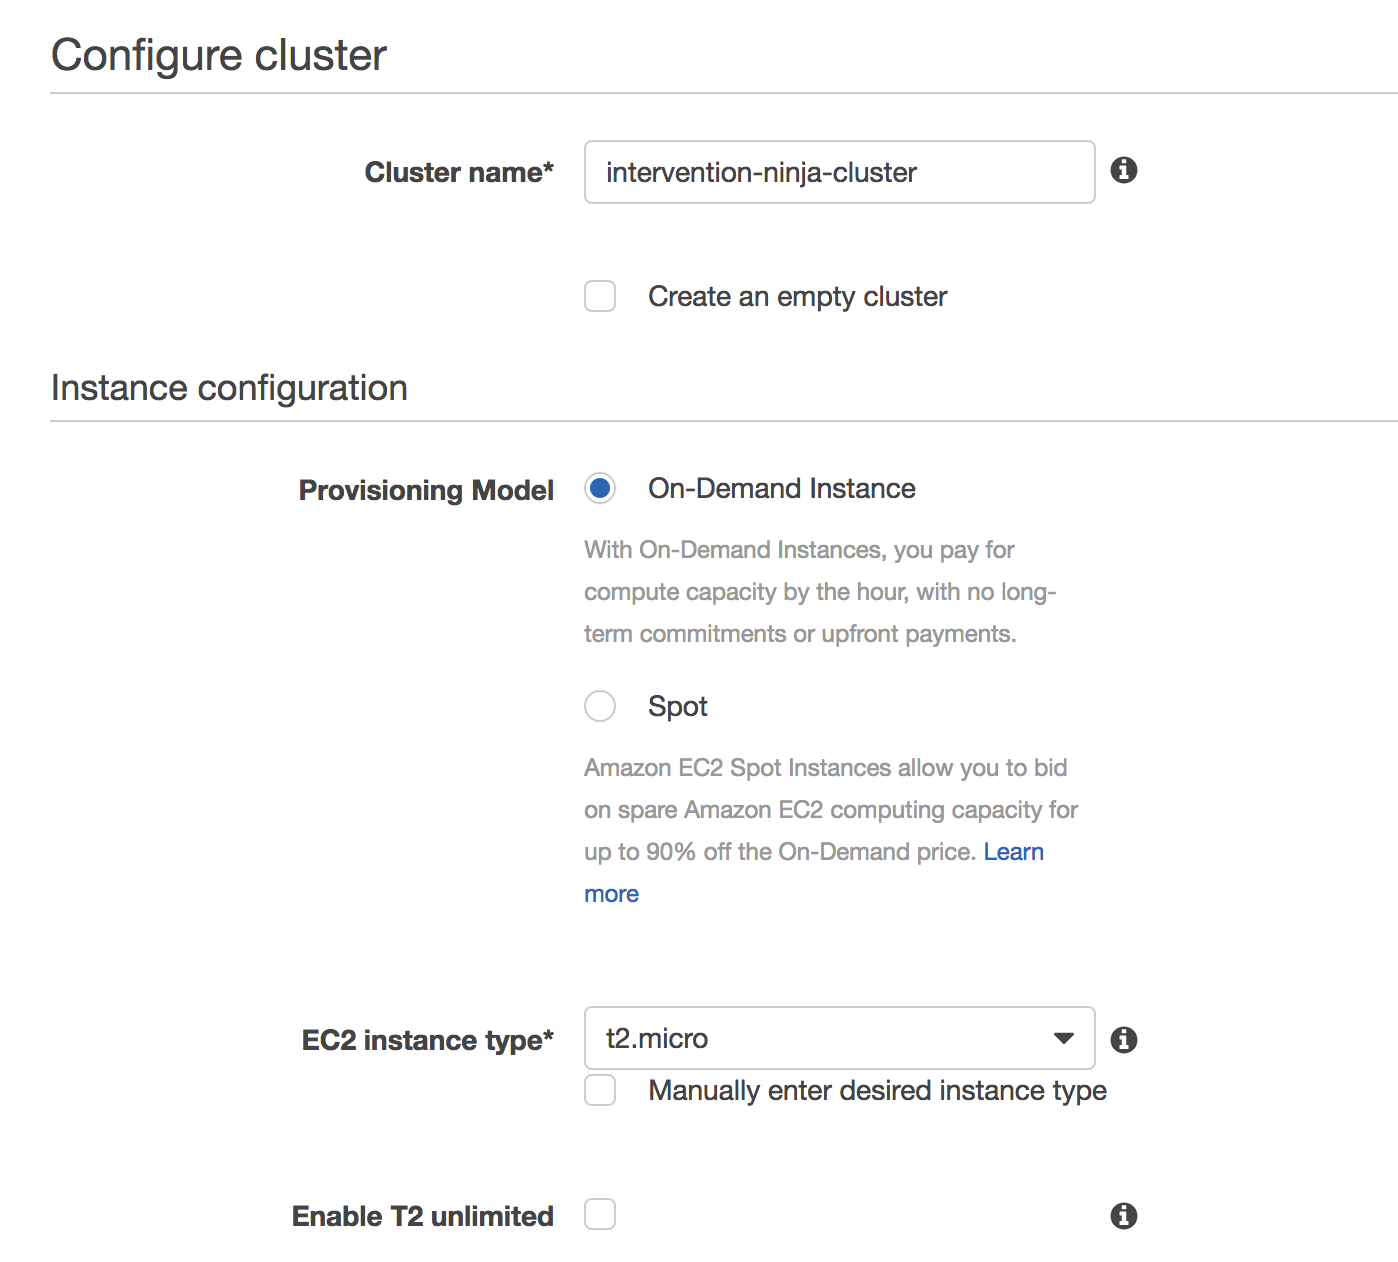 Configure cluster
Cluster name*
intervention-ninja-cluster
Create an empty cluster
Instance configuration
Provisioning Model
On-Demand Instance
With On-Demand Instances, you pay for
compute capacity by the hour, with no long-
term commitments or upfront payments.
Spot
Amazon EC2 Spot Instances allow you to bid
on spare Amazon EC2 computing capacity for
up to 90% off the On-Demand price. Learn
more
EC2 instance type*
t2.micro
Manually enter desired instance type
Enable T2 unlimited